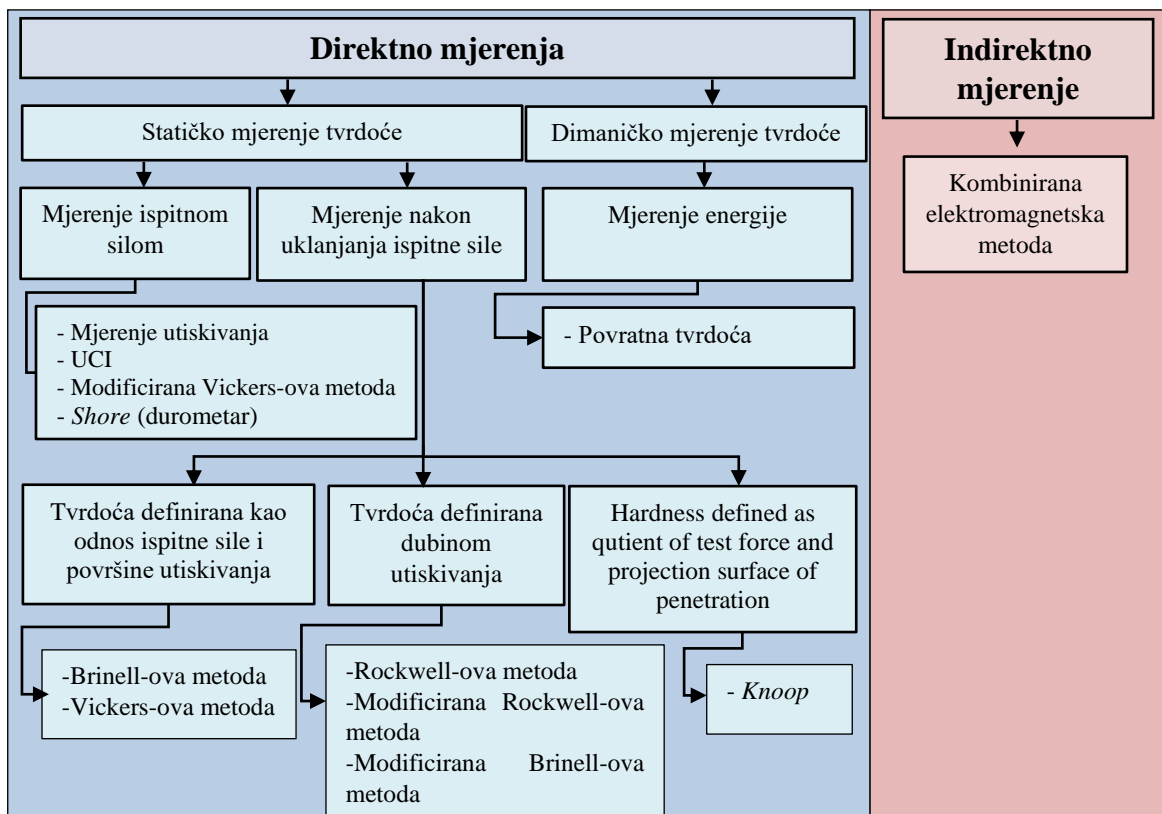 Direktno mjerenja
Indirektno
mjerenje
Statičko mjerenje tvrdoće
Dimaničko mjerenje tvrdoće
Kombinirana
elektromagnetska
metoda
Mjerenje ispitnom
silom
Mjerenje nakon
uklanjanja ispitne sile
Mjerenje energije
- Mjerenje utiskivanja
- UCI
- Modificirana Vickers-ova metoda
- Shore (durometar)
- Povratna tvrdoća
Tvrdoća definirana kao
odnos ispitne sile i
površine utiskivanja
Tvrdoća definirana
dubinom
utiskivanja
Hardness defined as
qutient of test force and
projection surface of
penetration
-Brinell-ova metoda
-Vickers-ova metoda
-Rockwell-ova metoda
-Modificirana Rockwell-ova
metoda
-Modificirana Brinell-ova
metoda
- Knoop